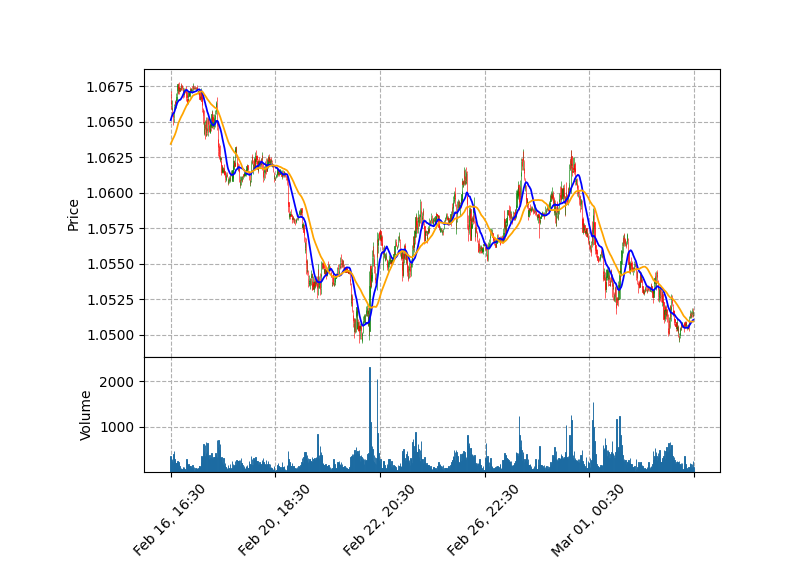 1.0675
1.0650
1.0625
1.0600
1.0575
1.0550
1.0525
1.0500
Price
2000
1000
Volume
Feb 16, 16:30
Feb 20, 18:30
Feb 22, 20:30
Feb 26, 22:30
Mar 01, 00:30